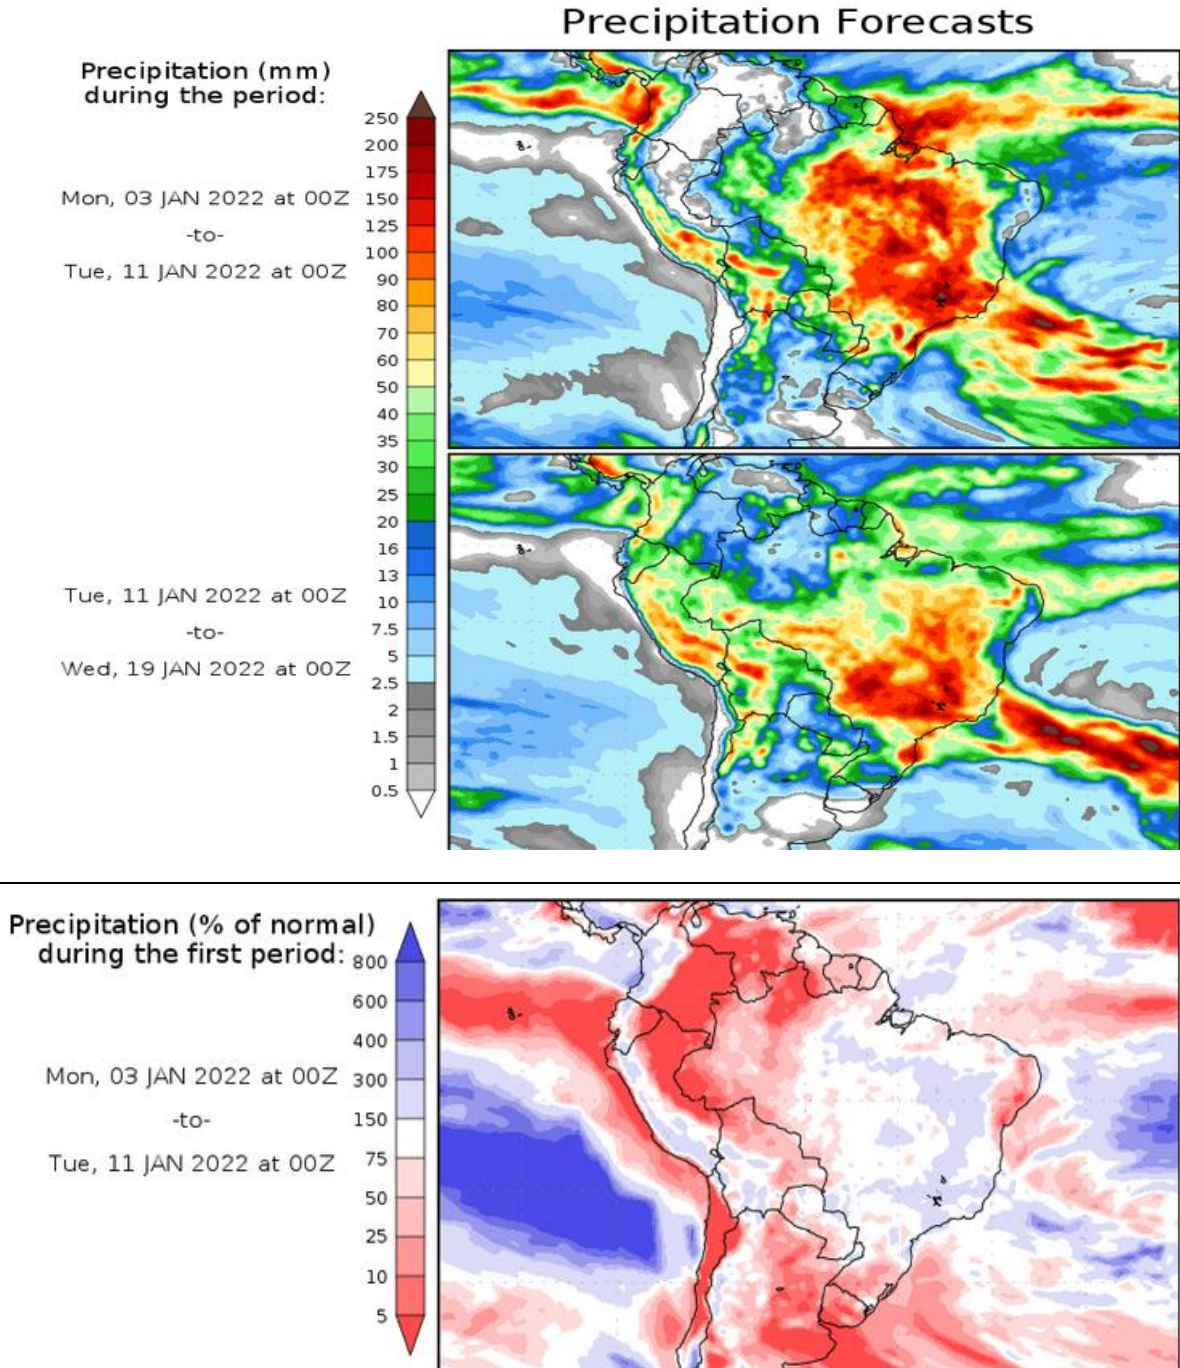 Precipitation Forecasts
Precipitation (mm)
during the period:
250
200
175
150
125
100
90
80
70
60
50
40
35
30
25
20
16
13
10
7.5
5
2.5
2
1.5
1
0.5
Mon, 03 JAN 2022 at 00Z
-to-
Tue, 11 JAN 2022 at 00Z
Tue, 11 JAN 2022 at 00Z
-to-
Wed, 19 JAN 2022 at 00Z
Precipitation (% of normal)
during the first period:
800
600
400
300
150
75
50
25
10
5
Mon, 03 JAN 2022 at 00Z
-to-
Tue, 11 JAN 2022 at 00Z